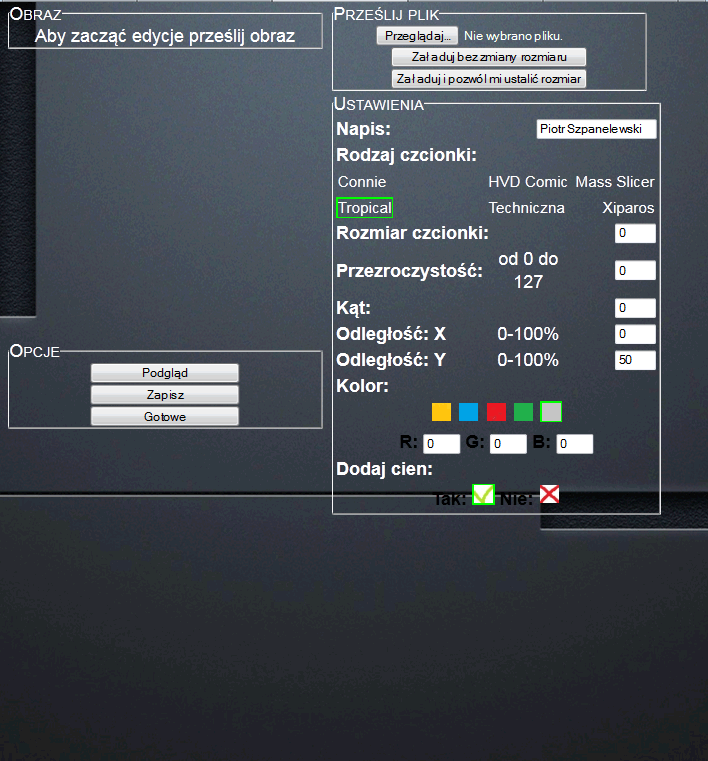 Obraz
Aby zacząć edycje prześlij obraz
Prześlij plik
Przeglądaj... Nie wybrano pliku.
Załaduj bez zmiany rozmiaru
Załaduj i pozwól mi ustalić rozmiar
Ustawienia
Napis: Piotr Szpanelewski
Rodzaj czcionki:
Connie HVD Comic Mass Slicer
Tropical Techniczna Xiparos
Rozmiar czcionki: 0
Przezroczystość: od 0 do 127 0
Kąt: 0
Odległość: X 0-100% 0
Odległość: Y 0-100% 50
Kolor:
R: 0 G: 0 B: 0
Dodaj cien:
Tak: Nie:
Opcje
Podgląd
Zapisz
Gotowe